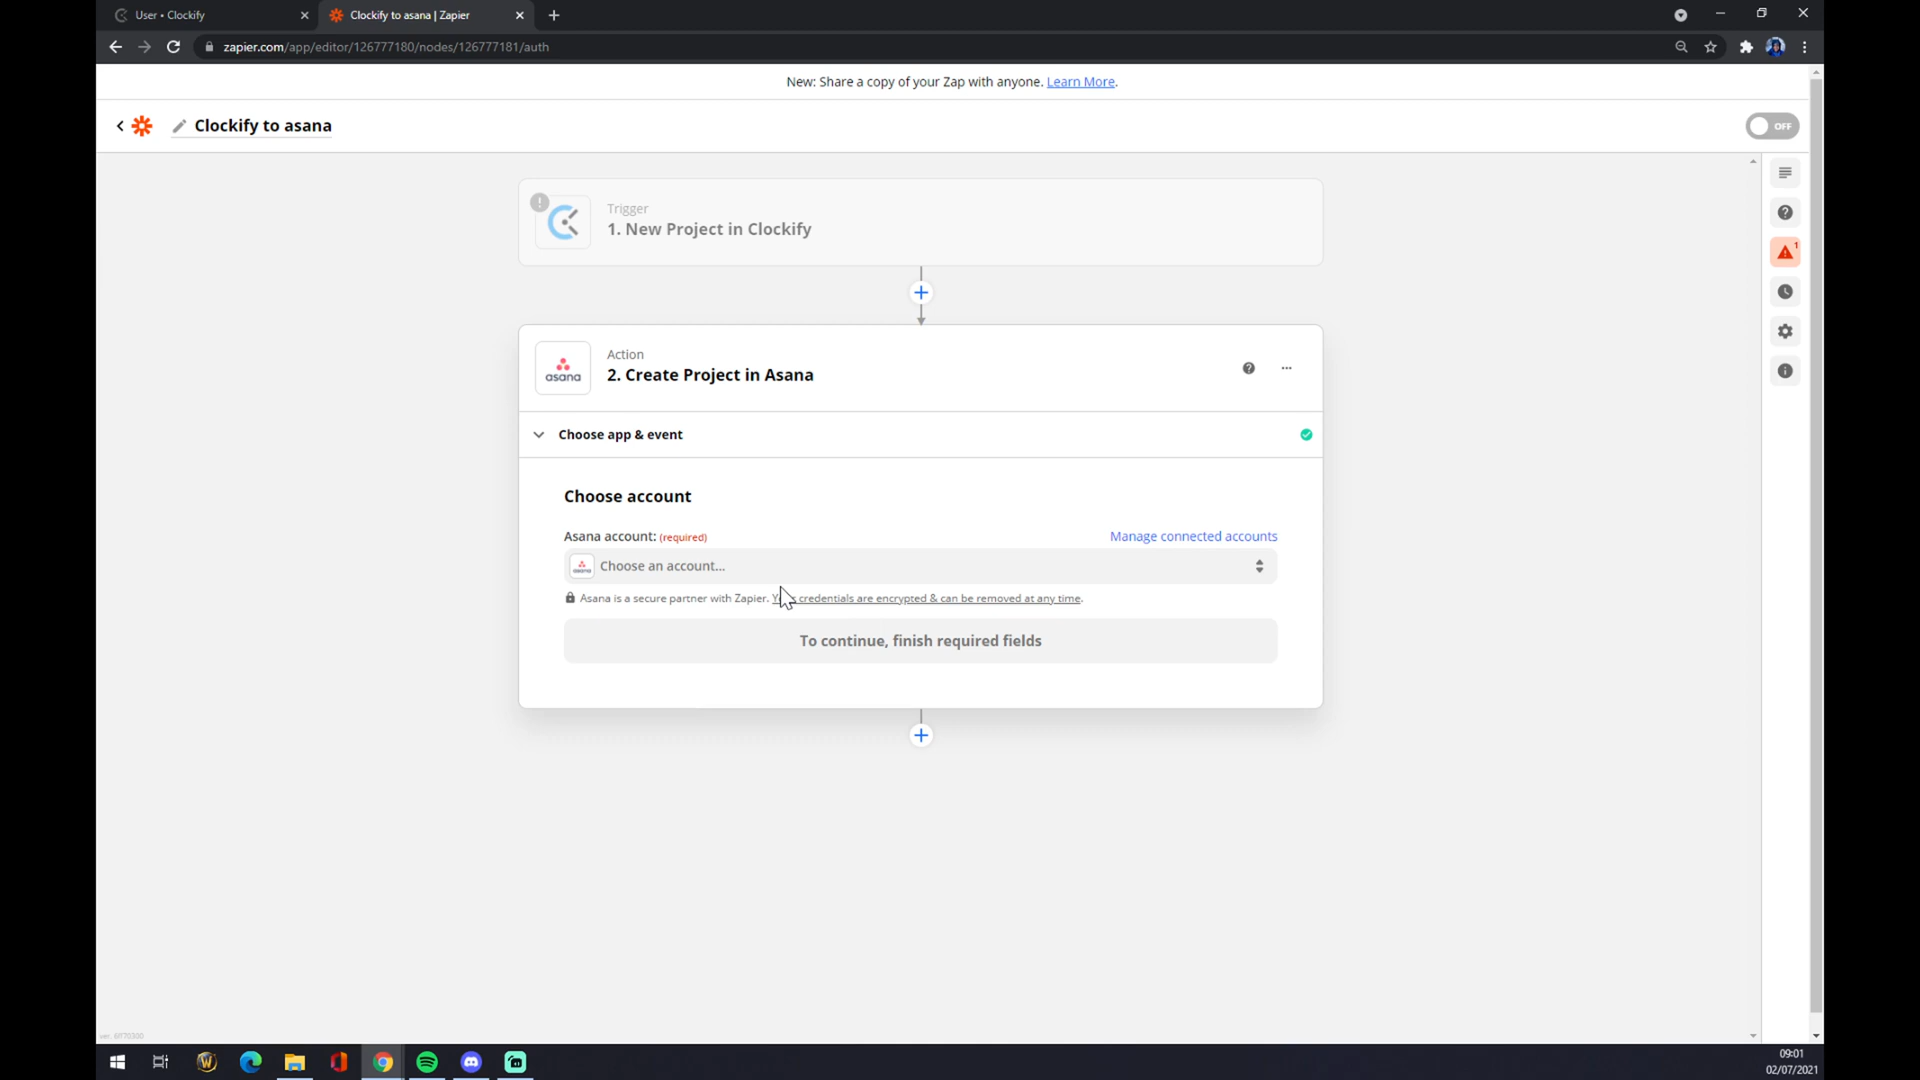 User • Clockify
Clockify to asana | Zapier
zapier.com/app/editor/126777180/nodes/126777181/auth
New: Share a copy of your Zap with anyone. Learn More.
Clockify to asana
OFF
Trigger
1. New Project in Clockify
1
asana
Action
2. Create Project in Asana
Choose app & event
Choose account
Asana account: (required)
Manage connected accounts
Choose an account...
Asana is a secure partner with Zapier. credentials are encrypted & can be removed at any time.
To continue, finish required fields
09:01
02/07/2021